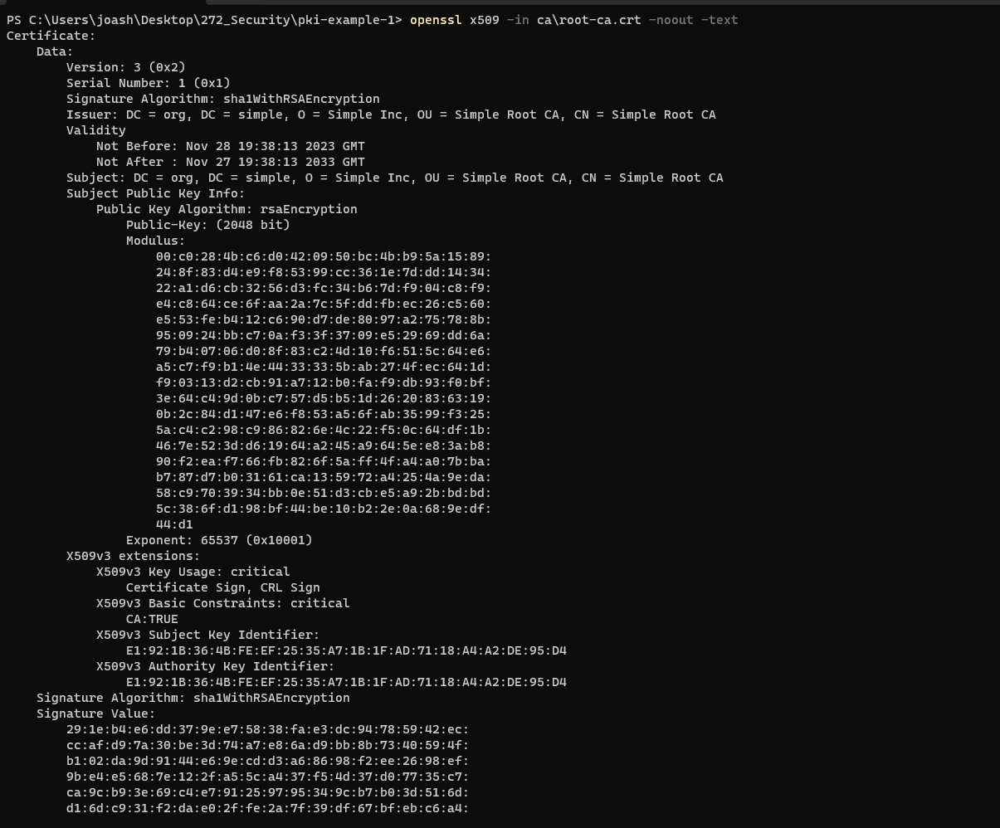 PS C:\Users\joash\Desktop\272_Security\pki-example-1> openssl x509 -in ca\root-ca.crt -noout -text
Certificate:
    Data:
        Version: 3 (0x2)
        Serial Number: 1 (0x1)
        Signature Algorithm: sha1WithRSAEncryption
        Issuer: DC = org, DC = simple, O = Simple Inc, OU = Simple Root CA, CN = Simple Root CA
        Validity
            Not Before: Nov 28 19:38:13 2023 GMT
            Not After : Nov 27 19:38:13 2033 GMT
        Subject: DC = org, DC = simple, O = Simple Inc, OU = Simple Root CA, CN = Simple Root CA
        Subject Public Key Info:
            Public Key Algorithm: rsaEncryption
                Public-Key: (2048 bit)
                Modulus:
                    00:c0:28:4b:c6:d0:42:09:50:bc:4b:b9:5a:15:89:
                    24:8f:83:d4:e9:f8:53:99:cc:36:1e:7d:dd:14:34:
                    22:a1:d6:cb:32:56:d3:fc:34:b6:7d:f9:04:c8:f9:
                    e4:c8:64:ce:6f:aa:2a:7c:5f:dd:fb:ec:26:c5:60:
                    e5:53:fe:b4:12:c6:90:d7:de:80:97:a2:75:78:8b:
                    95:09:24:bb:c7:0a:f3:3f:37:09:e5:29:69:dd:6a:
                    79:b4:07:06:d0:8f:83:c2:4d:10:f6:51:5c:64:e6:
                    a5:c7:f9:b1:4e:44:33:33:5b:ab:27:4f:ec:64:1d:
                    f9:03:13:d2:cb:91:a7:12:b0:fa:f9:db:93:f0:bf:
                    3e:64:c4:9d:0b:c7:57:d5:b5:1d:26:20:83:63:19:
                    0b:2c:84:d1:47:e6:f8:53:a5:6f:ab:35:99:f3:25:
                    5a:c4:c2:98:c9:86:82:6e:4c:22:f5:0c:64:df:1b:
                    46:7e:52:3d:d6:19:64:a2:45:a9:64:5e:e8:3a:b8:
                    90:f2:ea:f7:66:fb:82:6f:5a:ff:4f:a4:a0:7b:ba:
                    b7:87:d7:b0:31:61:ca:13:59:72:a4:25:4a:9e:da:
                    58:c9:70:39:34:bb:0e:51:d3:cb:e5:a9:2b:bd:bd:
                    5c:38:6f:d1:98:bf:44:be:10:b2:2e:0a:68:9e:df:
                    44:d1
                Exponent: 65537 (0x10001)
        X509v3 extensions:
            X509v3 Key Usage: critical
                Certificate Sign, CRL Sign
            X509v3 Basic Constraints: critical
                CA:TRUE
            X509v3 Subject Key Identifier:
                E1:92:1B:36:4B:FE:EF:25:35:A7:1B:1F:AD:71:18:A4:A2:DE:95:D4
            X509v3 Authority Key Identifier:
                E1:92:1B:36:4B:FE:EF:25:35:A7:1B:1F:AD:71:18:A4:A2:DE:95:D4
    Signature Algorithm: sha1WithRSAEncryption
    Signature Value:
        29:1e:b4:e6:dd:37:9e:e7:58:38:fa:e3:dc:94:78:59:42:ec:
        cc:af:d9:7a:30:be:3d:74:a7:e8:6a:d9:bb:8b:73:40:59:4f:
        b1:02:da:9d:91:44:e6:9e:cd:d3:a6:86:98:f2:ee:26:98:ef:
        9b:e4:e5:68:7e:12:2f:a5:5c:a4:37:f5:4d:37:d0:77:35:c7:
        ca:9c:b9:3e:69:c4:e7:91:25:97:95:34:9c:b7:b0:3d:51:6d:
        d1:6d:c9:31:f2:da:e0:2f:fe:2a:7f:39:df:67:bf:eb:c6:a4: